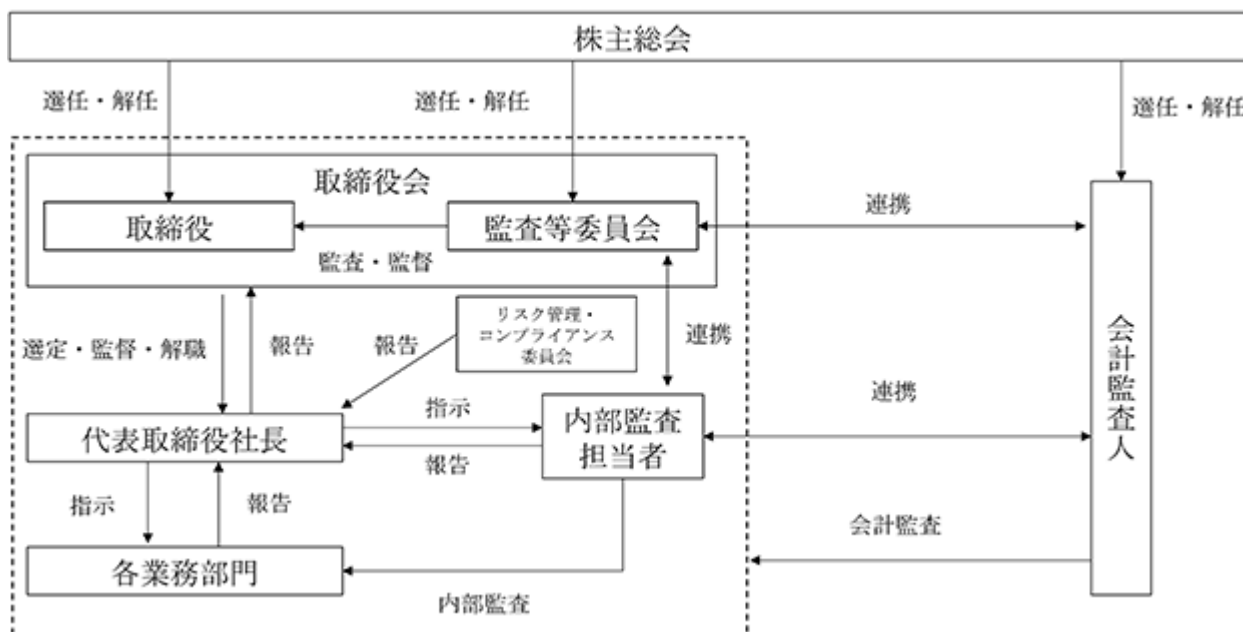 株主総会
選任・解任
選任・解任
選任・解任
取締役会
取締役
監査等委員会
連携
監査・監督
リスク管理・
コンプライアンス
委員会
選定・監督・解職
報告
報告
連携
会計監査人
指示
連携
代表取締役社長
内部監査
担当者
報告
指示
報告
会計監査
各業務部門
内部監査